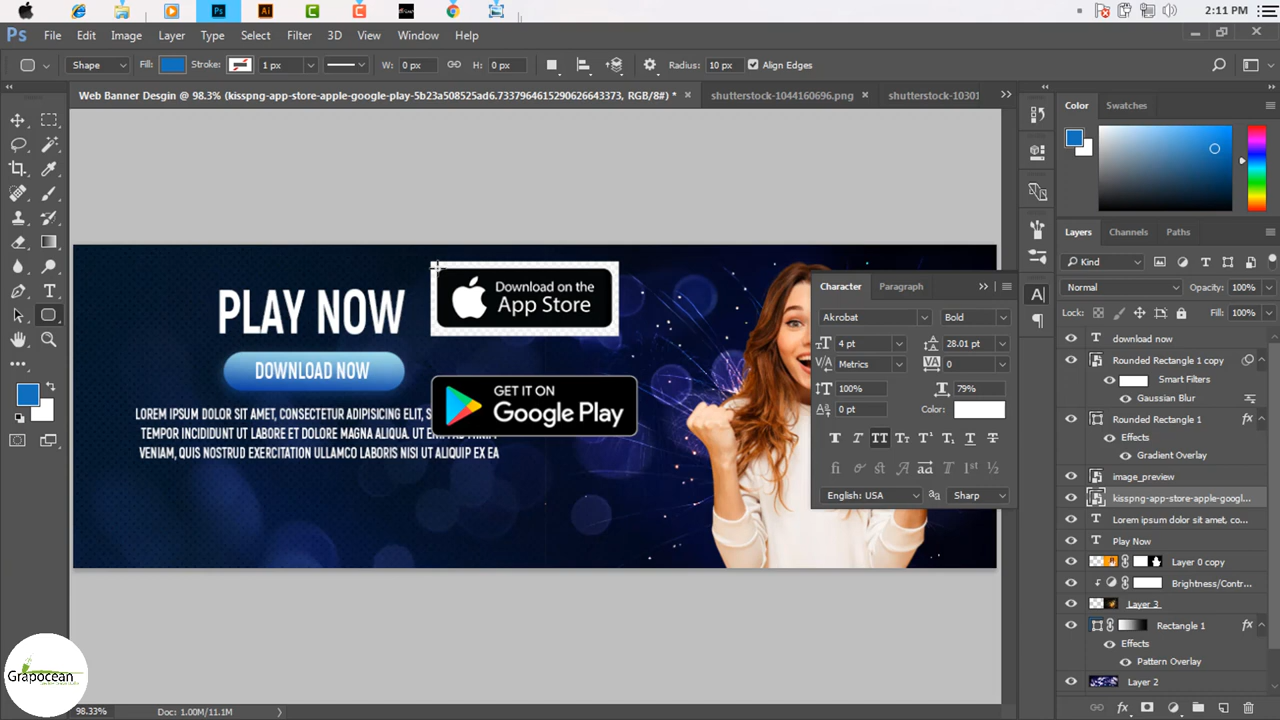 2:11 PM
Ps File Edit Image Layer Type Select Filter 3D View Window Help
Shape Fill: Stroke: 1 px W: 0 px H: 0 px Radius: 10 px Align Edges
Web Banner Desgin @ 98.3% (kisspng-app-store-apple-google-play-5b23a508525ad6.7337964615290626643373, RGB/8#) *
shutterstock-1044160696.png
shutterstock-10301
Color Swatches
Layers Channels Paths
Kind
Normal Opacity: 100%
Lock: Fill: 100%
download now
Rounded Rectangle 1 copy
Smart Filters
Gaussian Blur
Rounded Rectangle 1 fx
Effects
Gradient Overlay
image_preview
kisspng-app-store-apple-googl...
Lorem ipsum dolor sit amet, co...
Play Now
Layer 0 copy
Brightness/Contr...
Layer 3
Rectangle 1 fx
Effects
Pattern Overlay
Layer 2
Character Paragraph
Akrobat Bold
4 pt 28.01 pt
Metrics 0
100% 79%
0 pt Color:
English: USA Sharp
PLAY NOW
DOWNLOAD NOW
LOREM IPSUM DOLOR SIT AMET, CONSECTETUR ADIPISICING ELIT, S
TEMPOR INCIDIDUNT UT LABORE ET DOLORE MAGNA ALIQUA. UT
VENIAM, QUIS NOSTRUD EXERCITATION ULLAMCO LABORIS NISI UT ALIQUIP EX EA
Download on the
App Store
GET IT ON
Google Play
Grapocean
98.33% Doc: 1.00M/11.1M